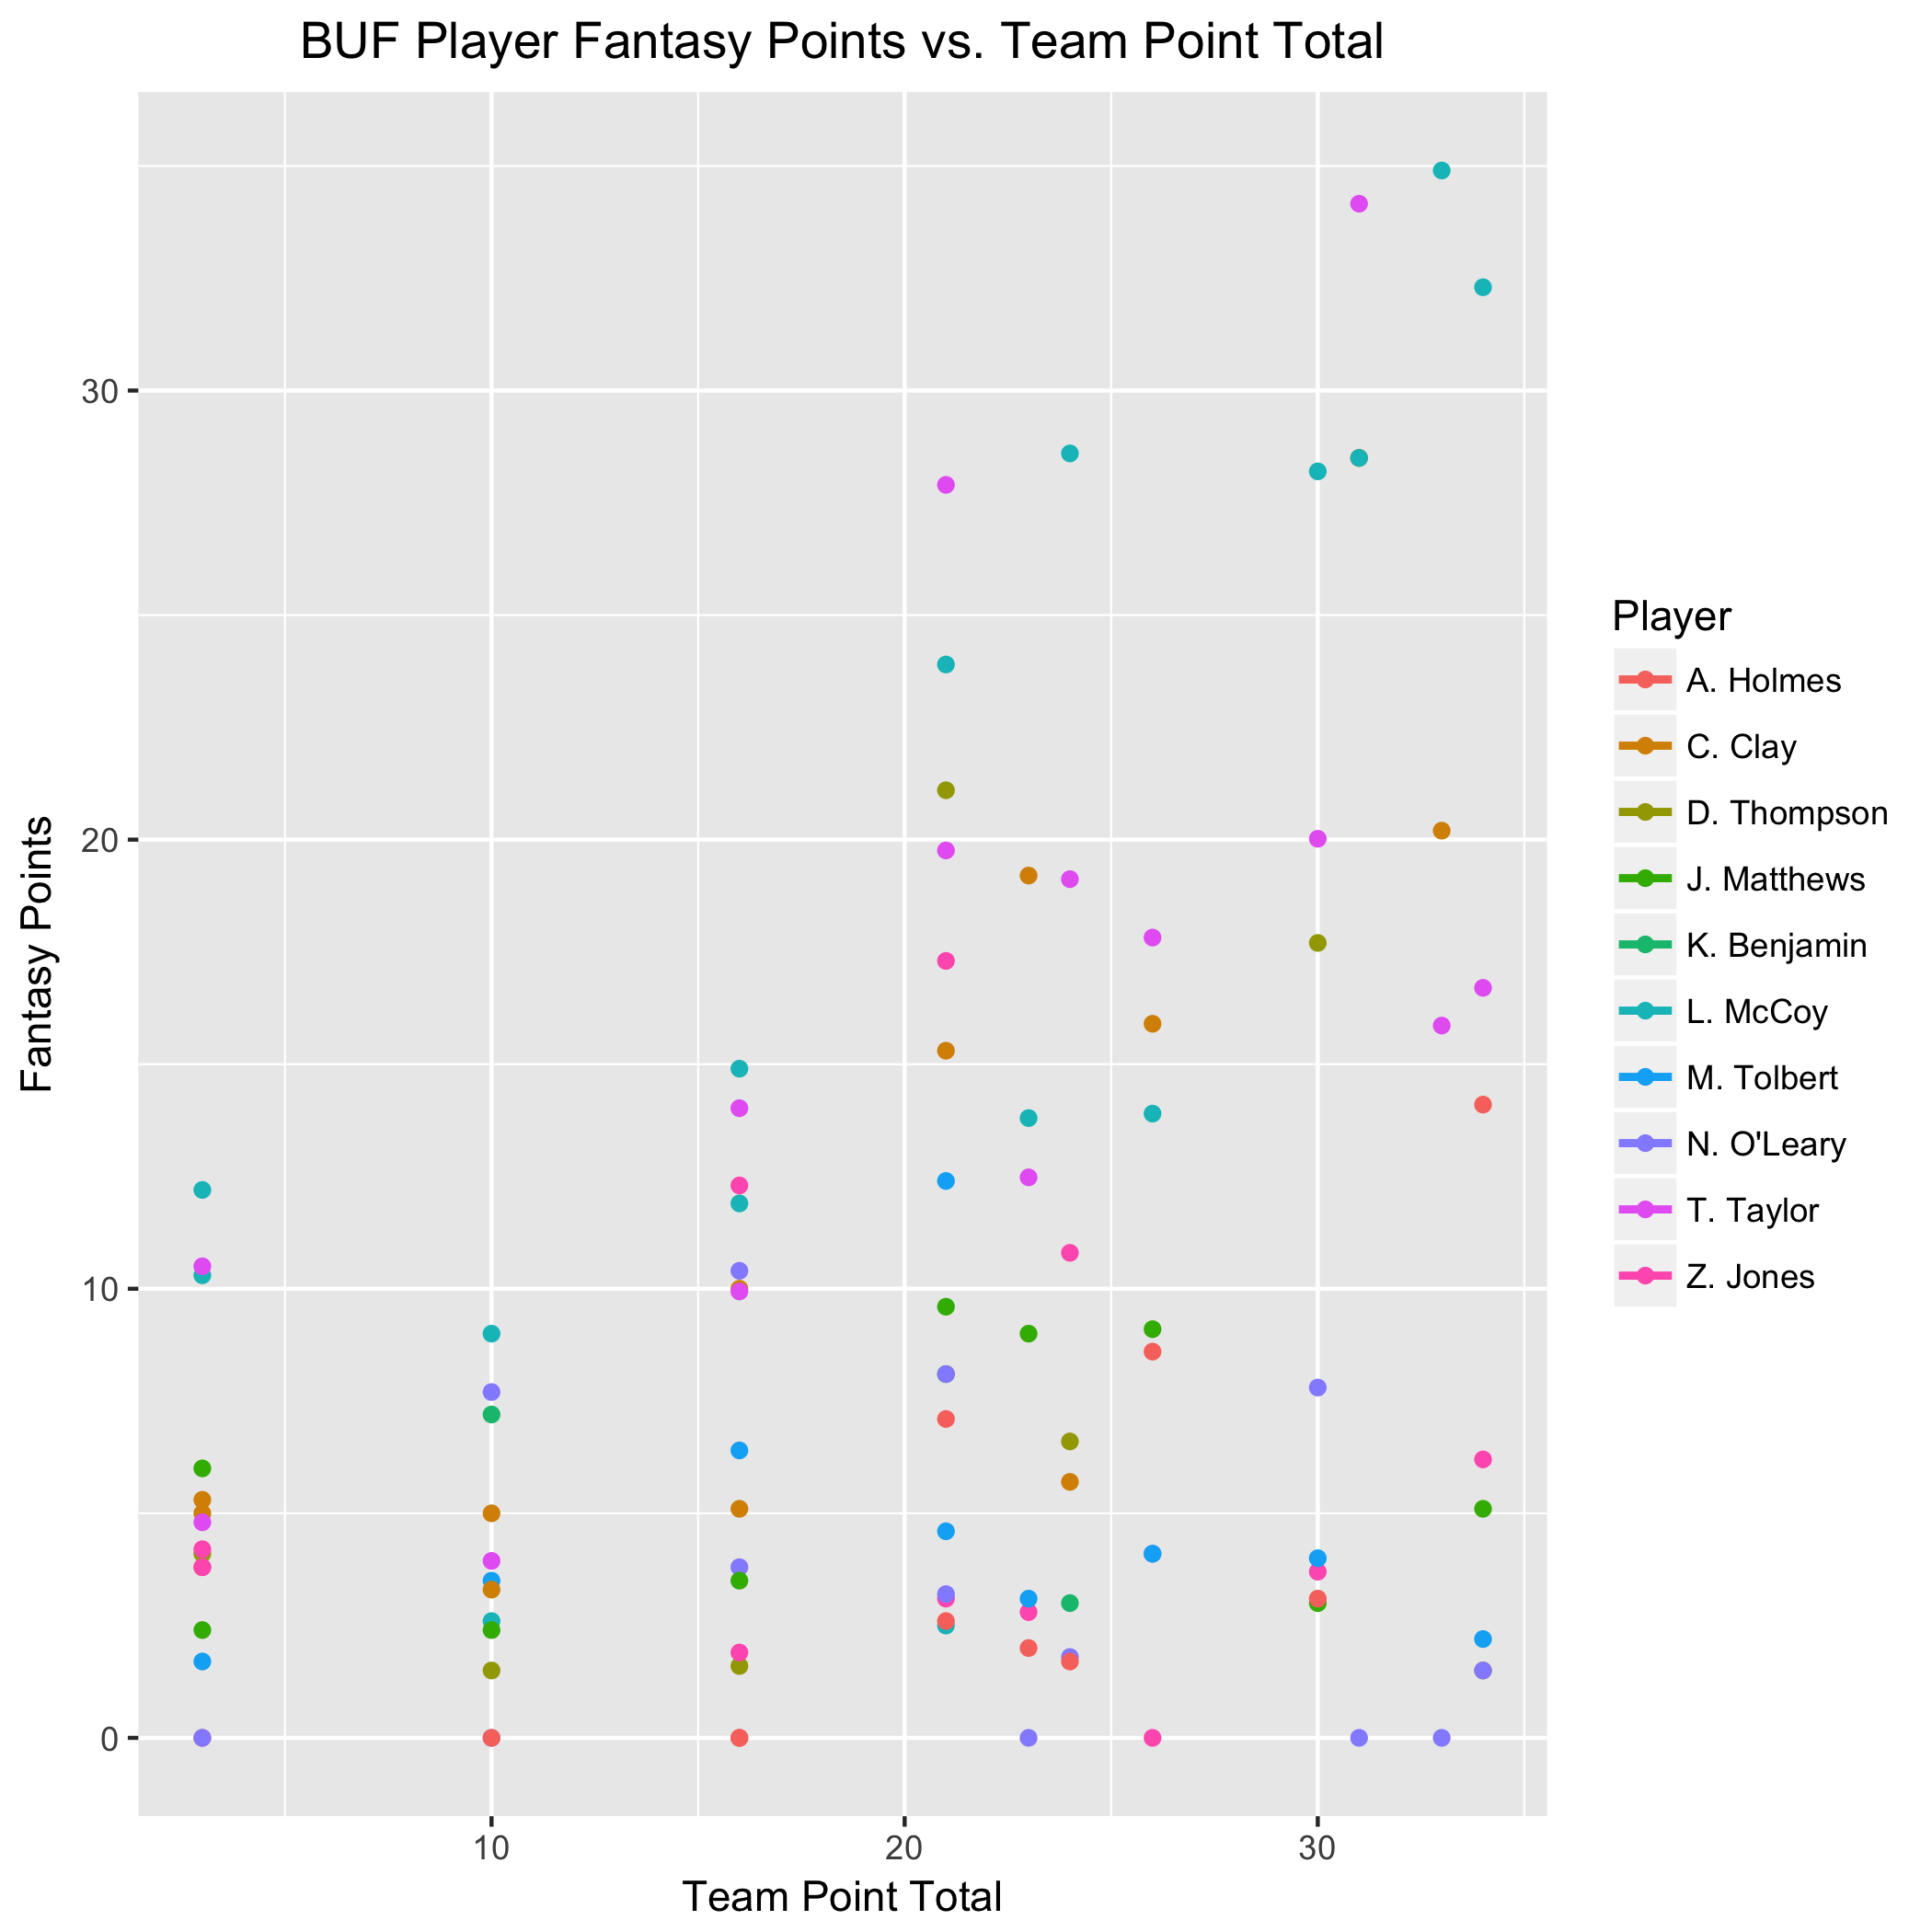 BUF Player Fantasy Points vs. Team Point Total
Fantasy Points
30
20
10
0
10
20
30
Team Point Total
Player
A. Holmes
C. Clay
D. Thompson
J. Matthews
K. Benjamin
L. McCoy
M. Tolbert
N. O'Leary
T. Taylor
Z. Jones